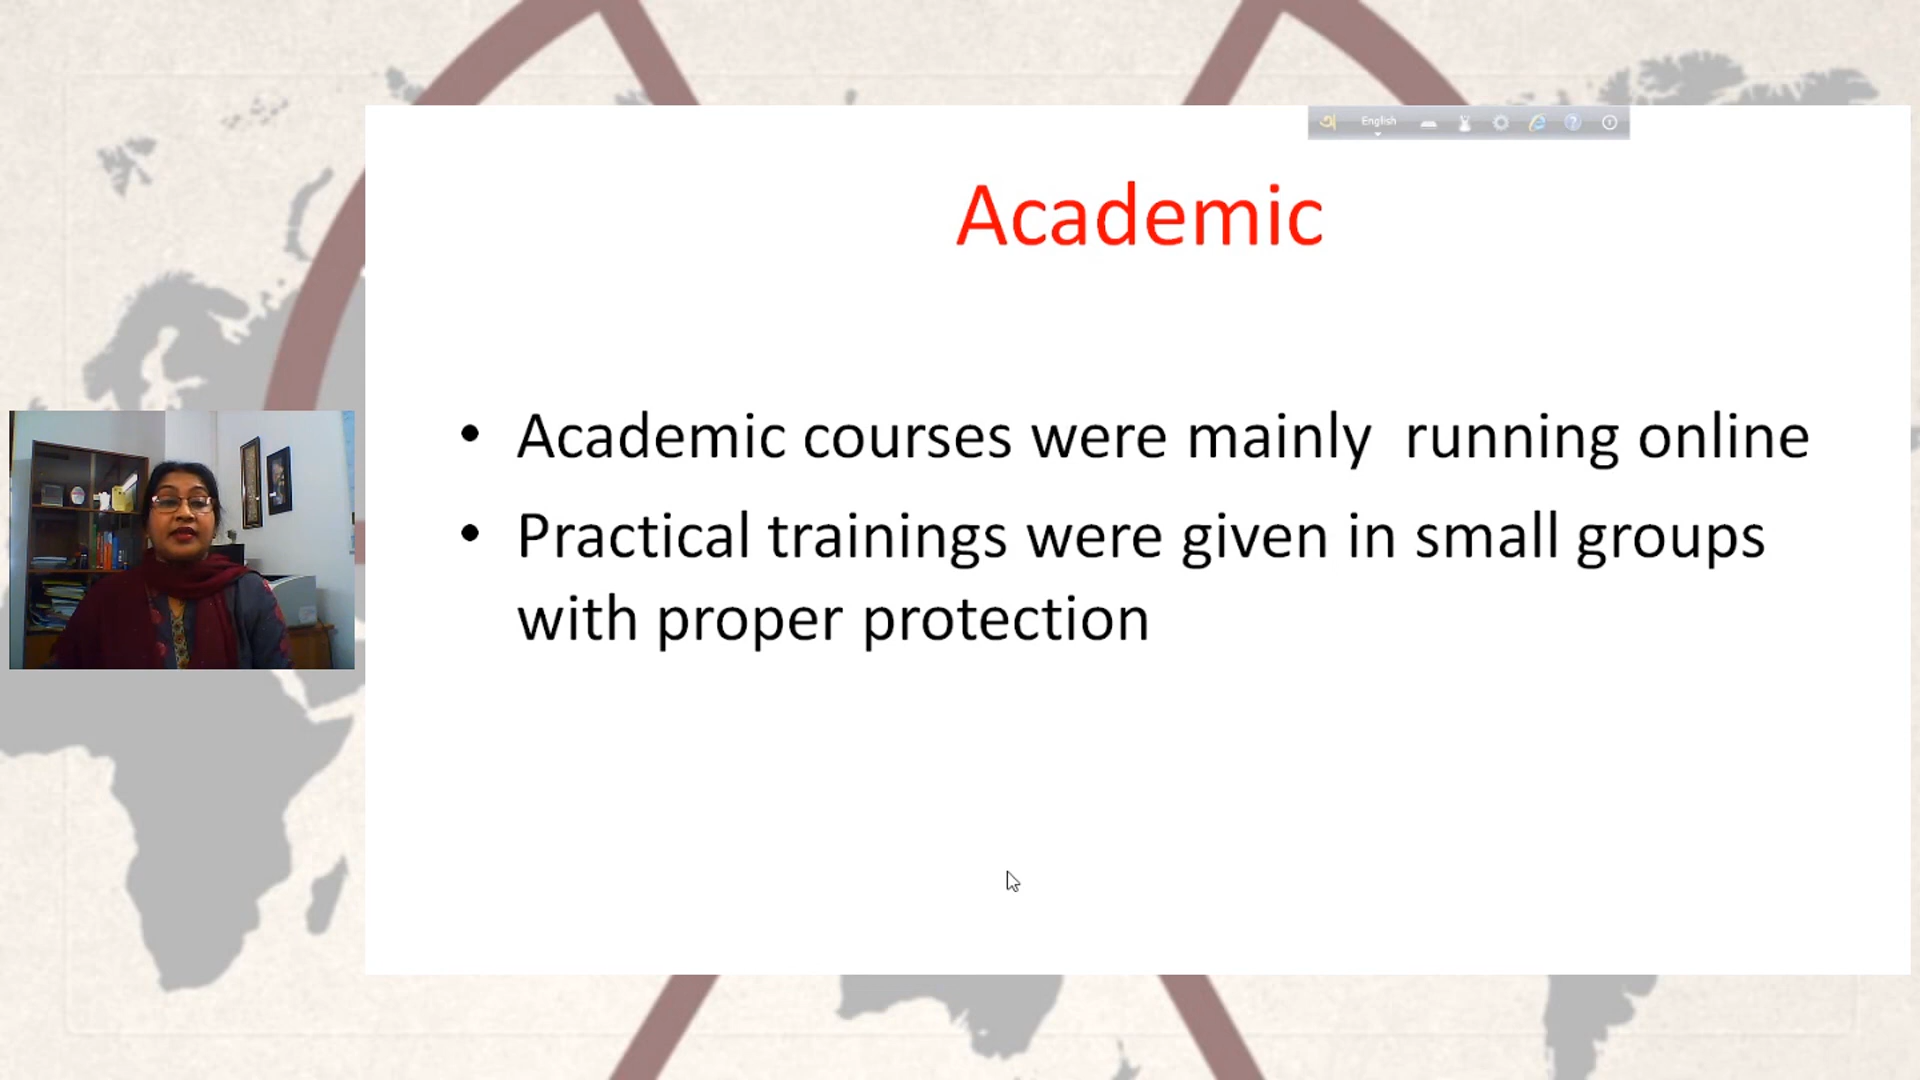 English
Academic
• Academic courses were mainly  running online
• Practical trainings were given in small groups
with proper protection